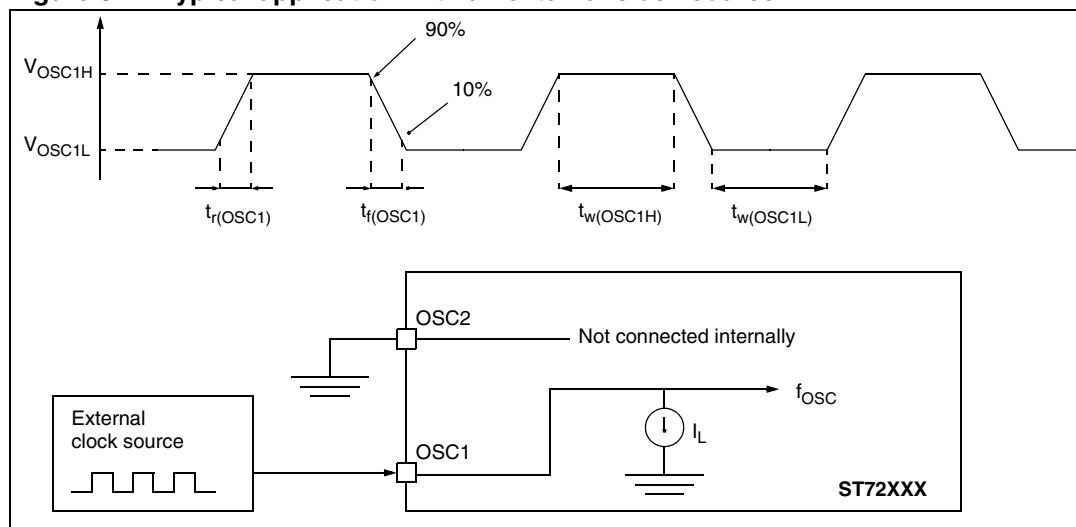 90%
V_OSC1H
10%
V_OSC1L
t_r(OSC1)
t_f(OSC1)
t_w(OSC1H)
t_w(OSC1L)
OSC2
Not connected internally
f_OSC
External
clock source
I_L
OSC1
ST72XXX